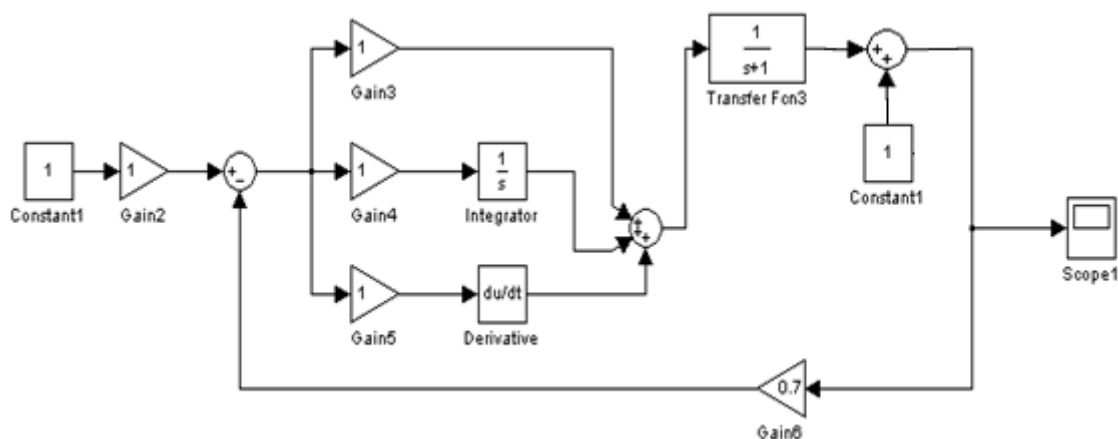 1
Gain3
1
s+1
Transfer Fcn3
+
+
1
Constant1
1
Constant1
1
Gain2
+
-
1
Gain4
1
s
Integrator
+
+
+
Scope1
1
Gain5
du/dt
Derivative
0.7
Gain6